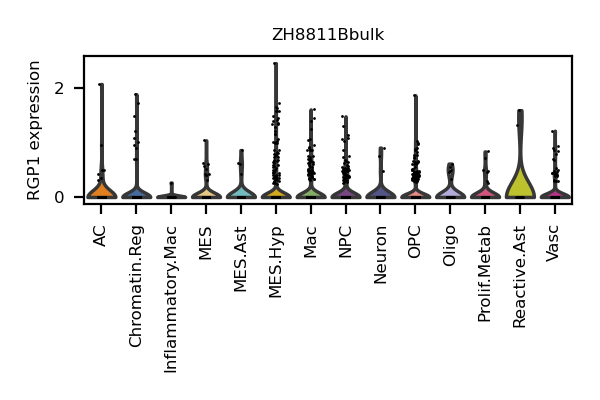 ZH8811Bbulk
RGP1 expression
2
0
AC
Chromatin.Reg
Inflammatory.Mac
MES
MES.Ast
MES.Hyp
Mac
NPC
Neuron
OPC
Oligo
Prolif.Metab
Reactive.Ast
Vasc